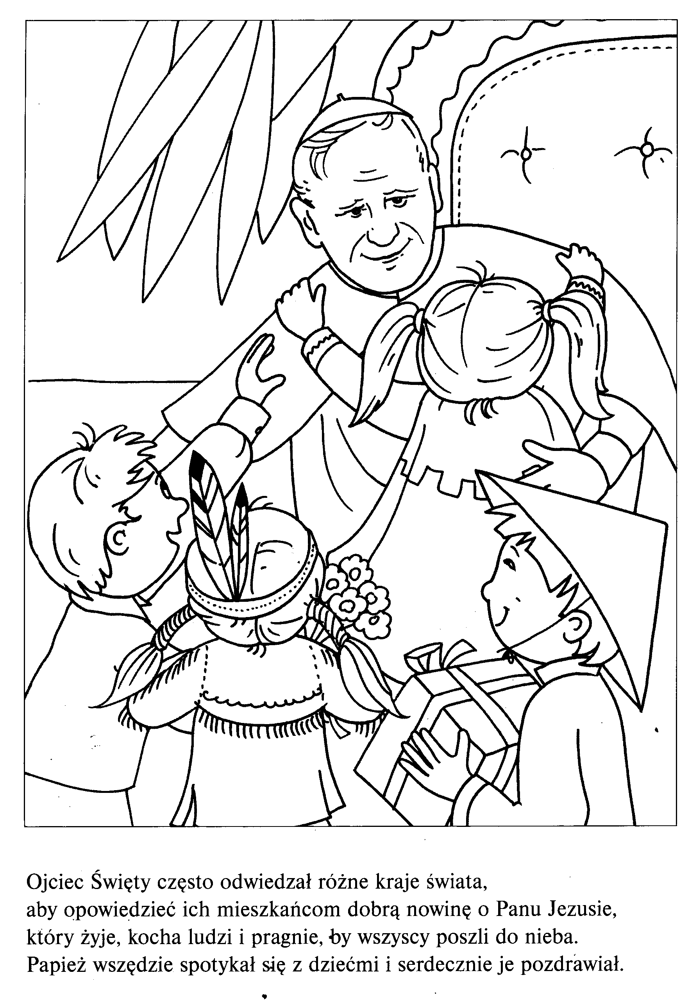 Ojciec Święty często odwiedzał różne kraje świata,
aby opowiedzieć ich mieszkańcom dobrą nowinę o Panu Jezusie,
który żyje, kocha ludzi i pragnie, by wszyscy poszli do nieba.
Papież wszędzie spotykał się z dziećmi i serdecznie je pozdrawiał.